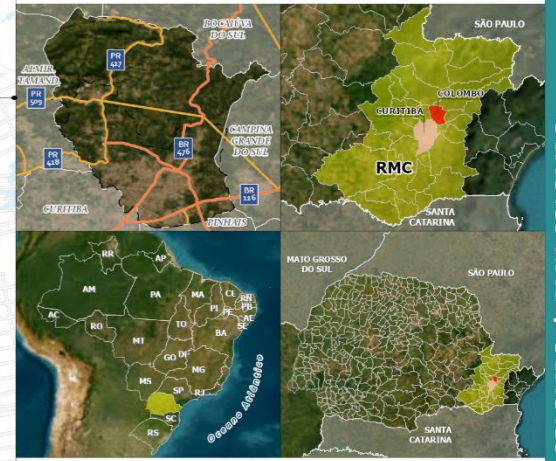 BOCAIÚVA
DO SUL
PR
417
ALMIR.
TAMAND.
PR
509
CAMPINA
GRANDE
DO SUL
BR
476
PR
418
BR
116
CURITIBA
PINHAIS
SÃO PAULO
COLOMBO
CURITIBA
RMC
SANTA
CATARINA
RR
AP
AM
PA
MA
CE
RN
PB
PI
PE
AL
SE
AC
RO
TO
BA
MT
GO
DF
MG
MS
SP
RJ
SC
RS
Oceano Atlântico
MATO GROSSO
DO SUL
SÃO PAULO
SANTA
CATARINA